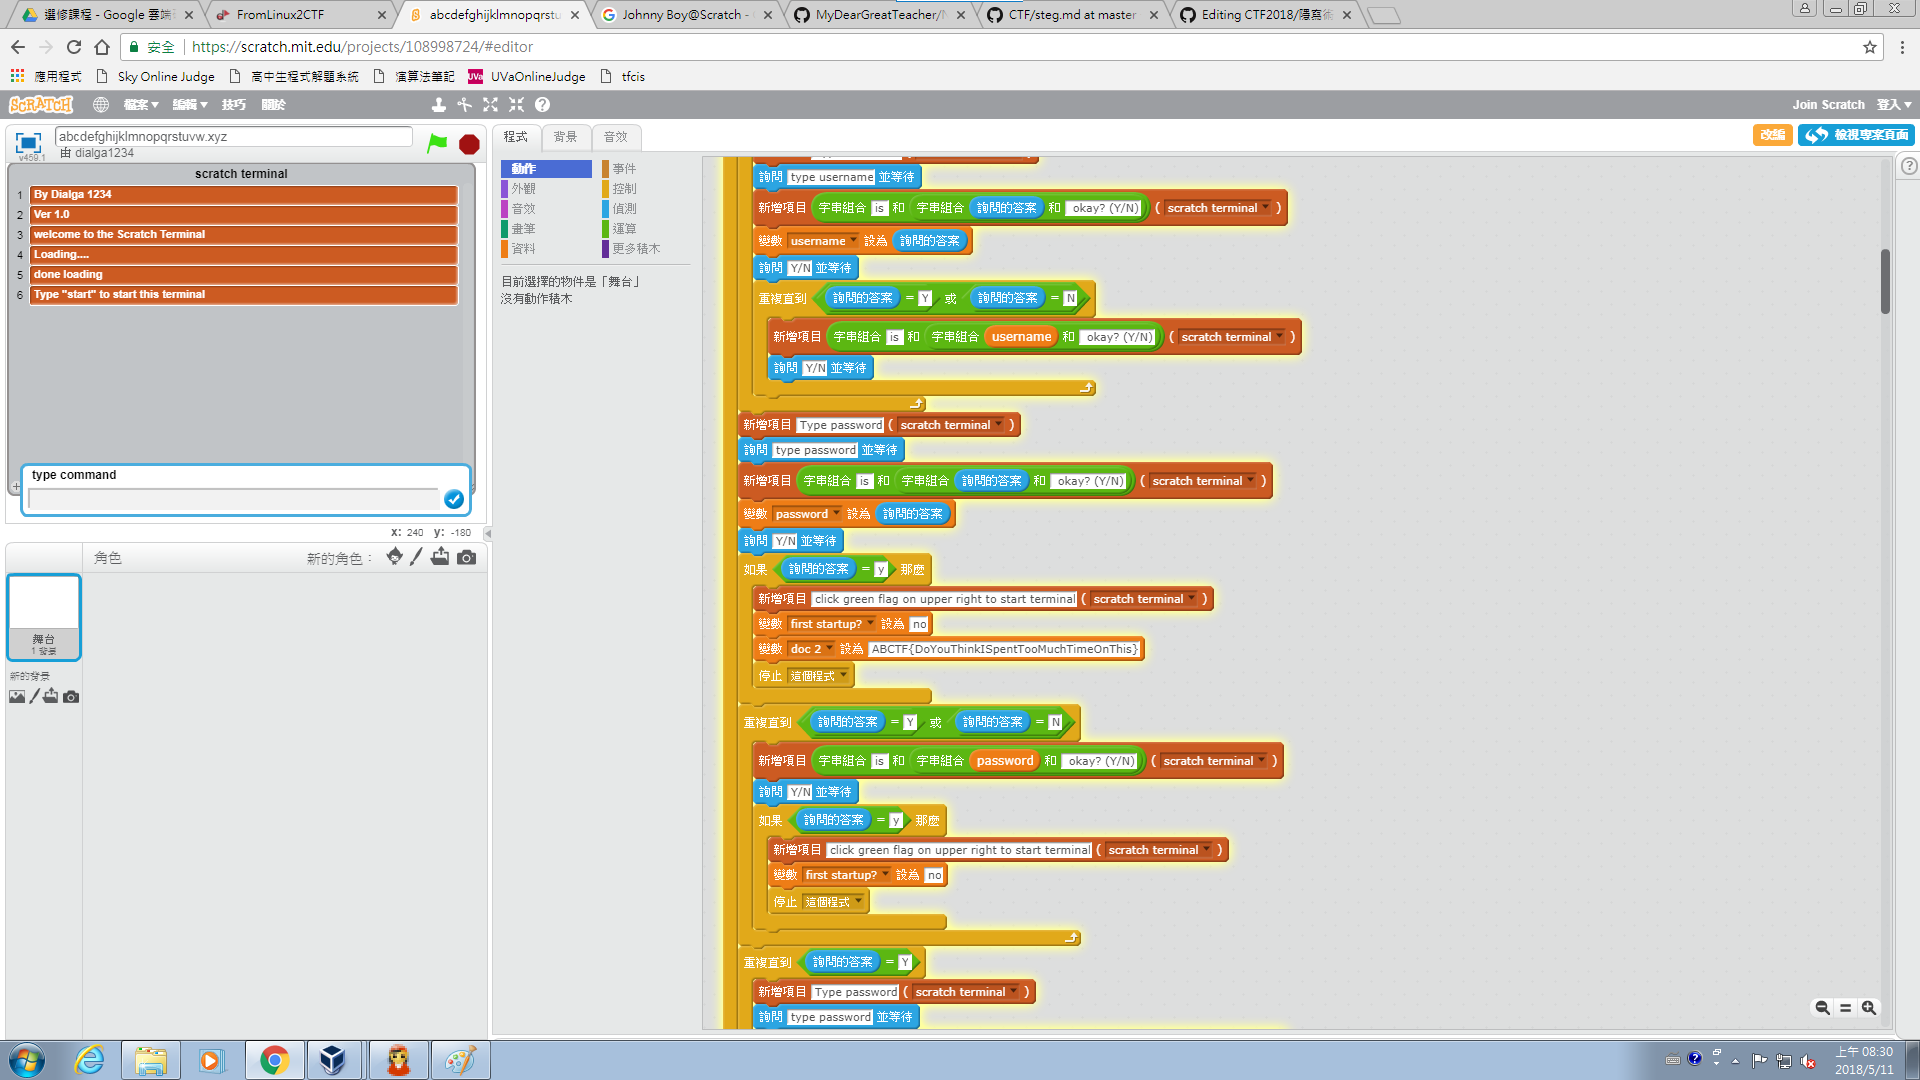 選修課程 - Google 雲端
FromLinux2CTF
abcdefghijklmnopqrstu
Johnny Boy@Scratch -
MyDearGreatTeacher/
CTF/steg.md at master
Editing CTF2018/隱寫術
安全
https://scratch.mit.edu/projects/108998724/#editor
應用程式
Sky Online Judge
高中生程式解題系統
演算法筆記
UVa
UVaOnlineJudge
tfcis
SCRATCH
檔案
編輯
技巧
關於
Join Scratch
登入
abcdefghijklmnopqrstuvw.xyz
由 dialga1234
v459.1
程式
背景
音效
改編
檢視專案頁面
scratch terminal
1 By Dialga 1234
2 Ver 1.0
3 welcome to the Scratch Terminal
4 Loading....
5 done loading
6 Type "start" to start this terminal
type command
x: 240 y: -180
角色
新的角色：
舞台
1 背景
新的背景
動作
事件
外觀
控制
音效
偵測
畫筆
運算
資料
更多積木
目前選擇的物件是「舞台」
沒有動作積木
詢問 type username 並等待
新增項目 字串組合 is 和 字串組合 詢問的答案 和 okay? (Y/N) ( scratch terminal )
變數 username 設為 詢問的答案
詢問 Y/N 並等待
重複直到 詢問的答案 = Y 或 詢問的答案 = N
新增項目 字串組合 is 和 字串組合 username 和 okay? (Y/N) ( scratch terminal )
詢問 Y/N 並等待
新增項目 Type password ( scratch terminal )
詢問 type password 並等待
新增項目 字串組合 is 和 字串組合 詢問的答案 和 okay? (Y/N) ( scratch terminal )
變數 password 設為 詢問的答案
詢問 Y/N 並等待
如果 詢問的答案 = y 那麼
新增項目 click green flag on upper right to start terminal ( scratch terminal )
變數 first startup? 設為 no
變數 doc 2 設為 ABCTF{DoYouThinkISpentTooMuchTimeOnThis}
停止 這個程式
重複直到 詢問的答案 = Y 或 詢問的答案 = N
新增項目 字串組合 is 和 字串組合 password 和 okay? (Y/N) ( scratch terminal )
詢問 Y/N 並等待
如果 詢問的答案 = y 那麼
新增項目 click green flag on upper right to start terminal ( scratch terminal )
變數 first startup? 設為 no
停止 這個程式
重複直到 詢問的答案 = Y
新增項目 Type password ( scratch terminal )
詢問 type password 並等待
上午 08:30
2018/5/11